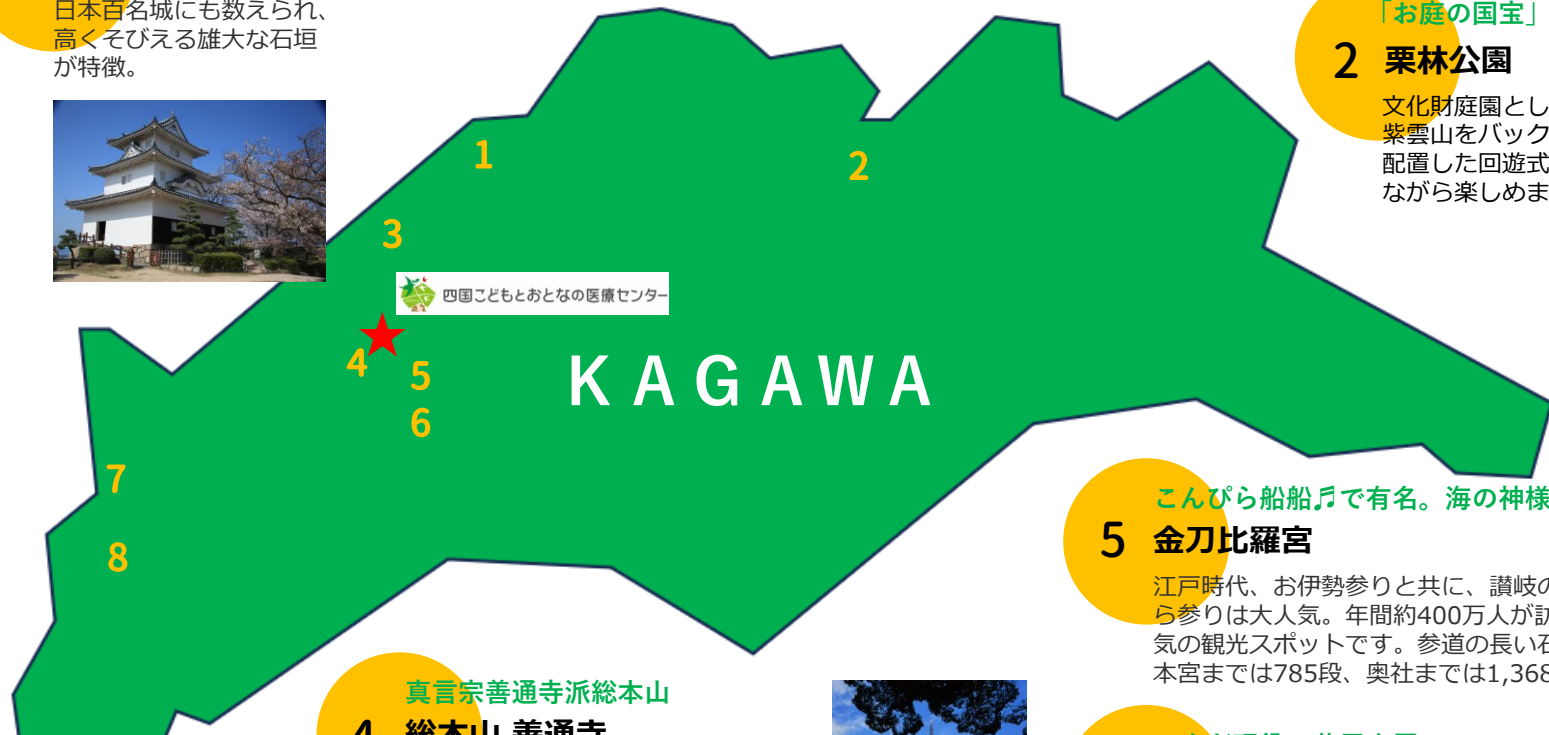 日本百名城にも数えられ、
高くそびえる雄大な石垣
が特徴。
「お庭の国宝」
2 栗林公園
文化財庭園とし
紫雲山をバック
配置した回遊式
ながら楽しめま
1
2
3
四国こどもとおとなの医療センター
4
5
6
KAGAWA
7
8
こんぴら船船♬で有名。海の神様
5 金刀比羅宮
江戸時代、お伊勢参りと共に、讃岐の
ら参りは大人気。年間約400万人が訪
気の観光スポットです。参道の長い石
本宮までは785段、奥社までは1,368
真言宗善通寺派総本山
4 総本山 善通寺